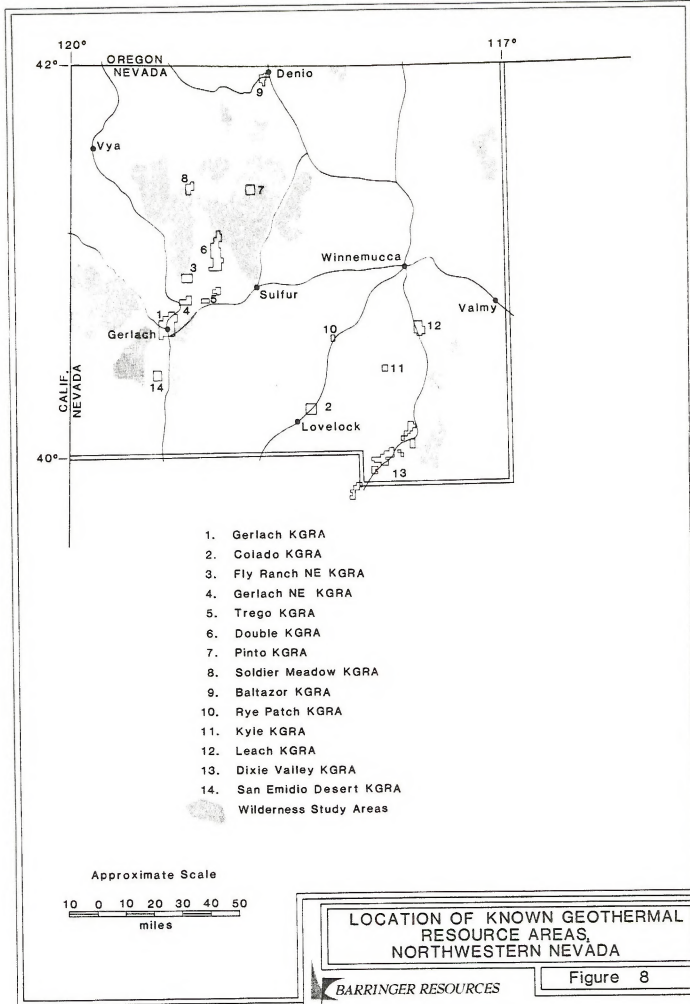 120°
117°
42°
OREGON
NEVADA
Denio
9
Vya
8
7
6
Winnemucca
3
Sulfur
5
4
Valmy
1
Gerlach
10
12
11
14
CALIF.
NEVADA
2
Lovelock
40°
13
1. Gerlach KGRA
2. Colado KGRA
3. Fly Ranch NE KGRA
4. Gerlach NE KGRA
5. Trego KGRA
6. Double KGRA
7. Pinto KGRA
8. Soldier Meadow KGRA
9. Baltazor KGRA
10. Rye Patch KGRA
11. Kyle KGRA
12. Leach KGRA
13. Dixie Valley KGRA
14. San Emidio Desert KGRA
Wilderness Study Areas
Approximate Scale
10 0 10 20 30 40 50
miles
LOCATION OF KNOWN GEOTHERMAL
RESOURCE AREAS,
NORTHWESTERN NEVADA
BARRINGER RESOURCES
Figure 8